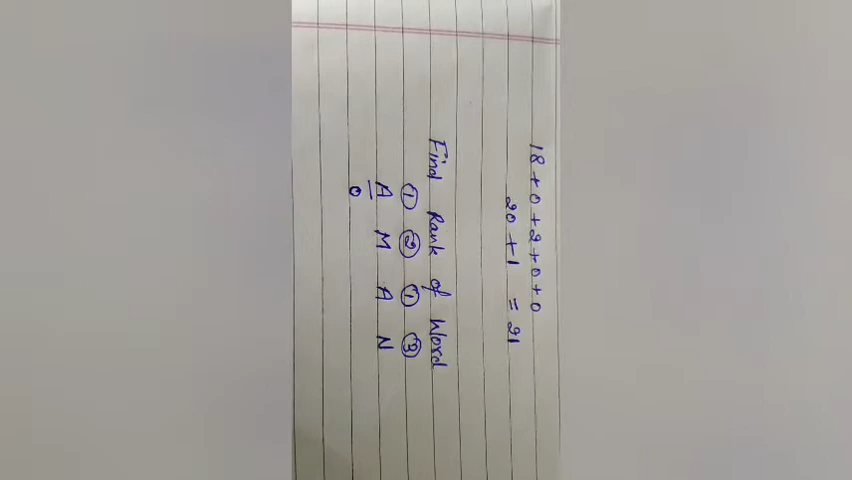 18 + 0 + 2 + 0 + 0
20 + 1 = 21
Find Rank of Word
① ② ① ③
A M A N
0